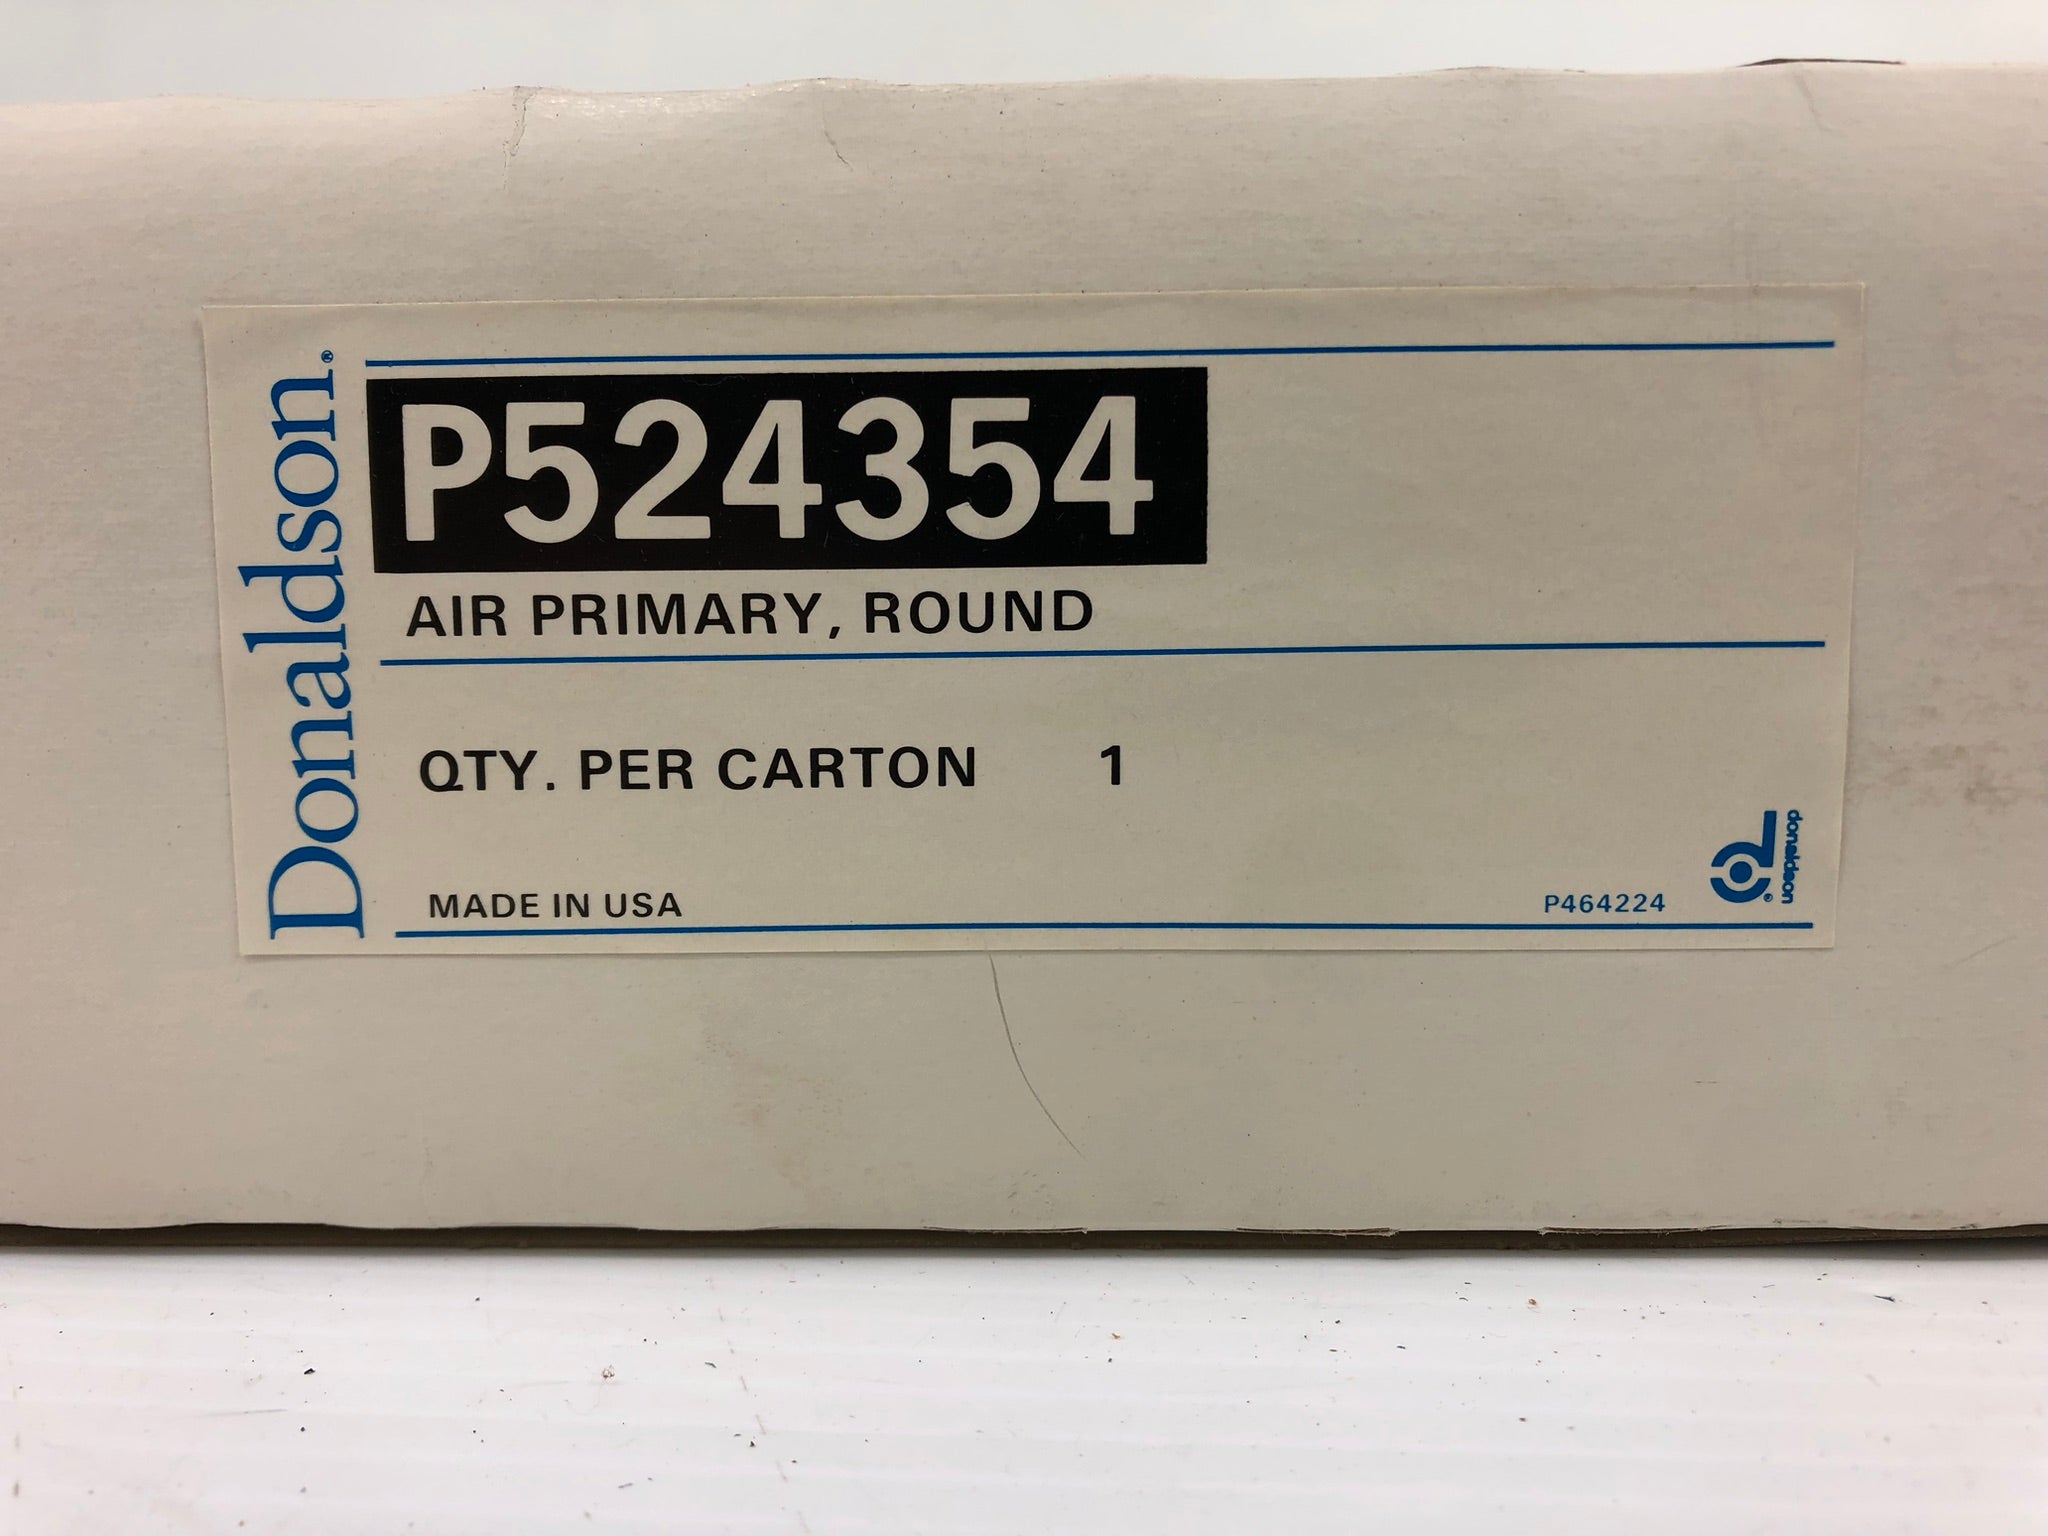 Donaldson®
P524354
AIR PRIMARY, ROUND
QTY. PER CARTON 1
MADE IN USA
P464224
donaldson®